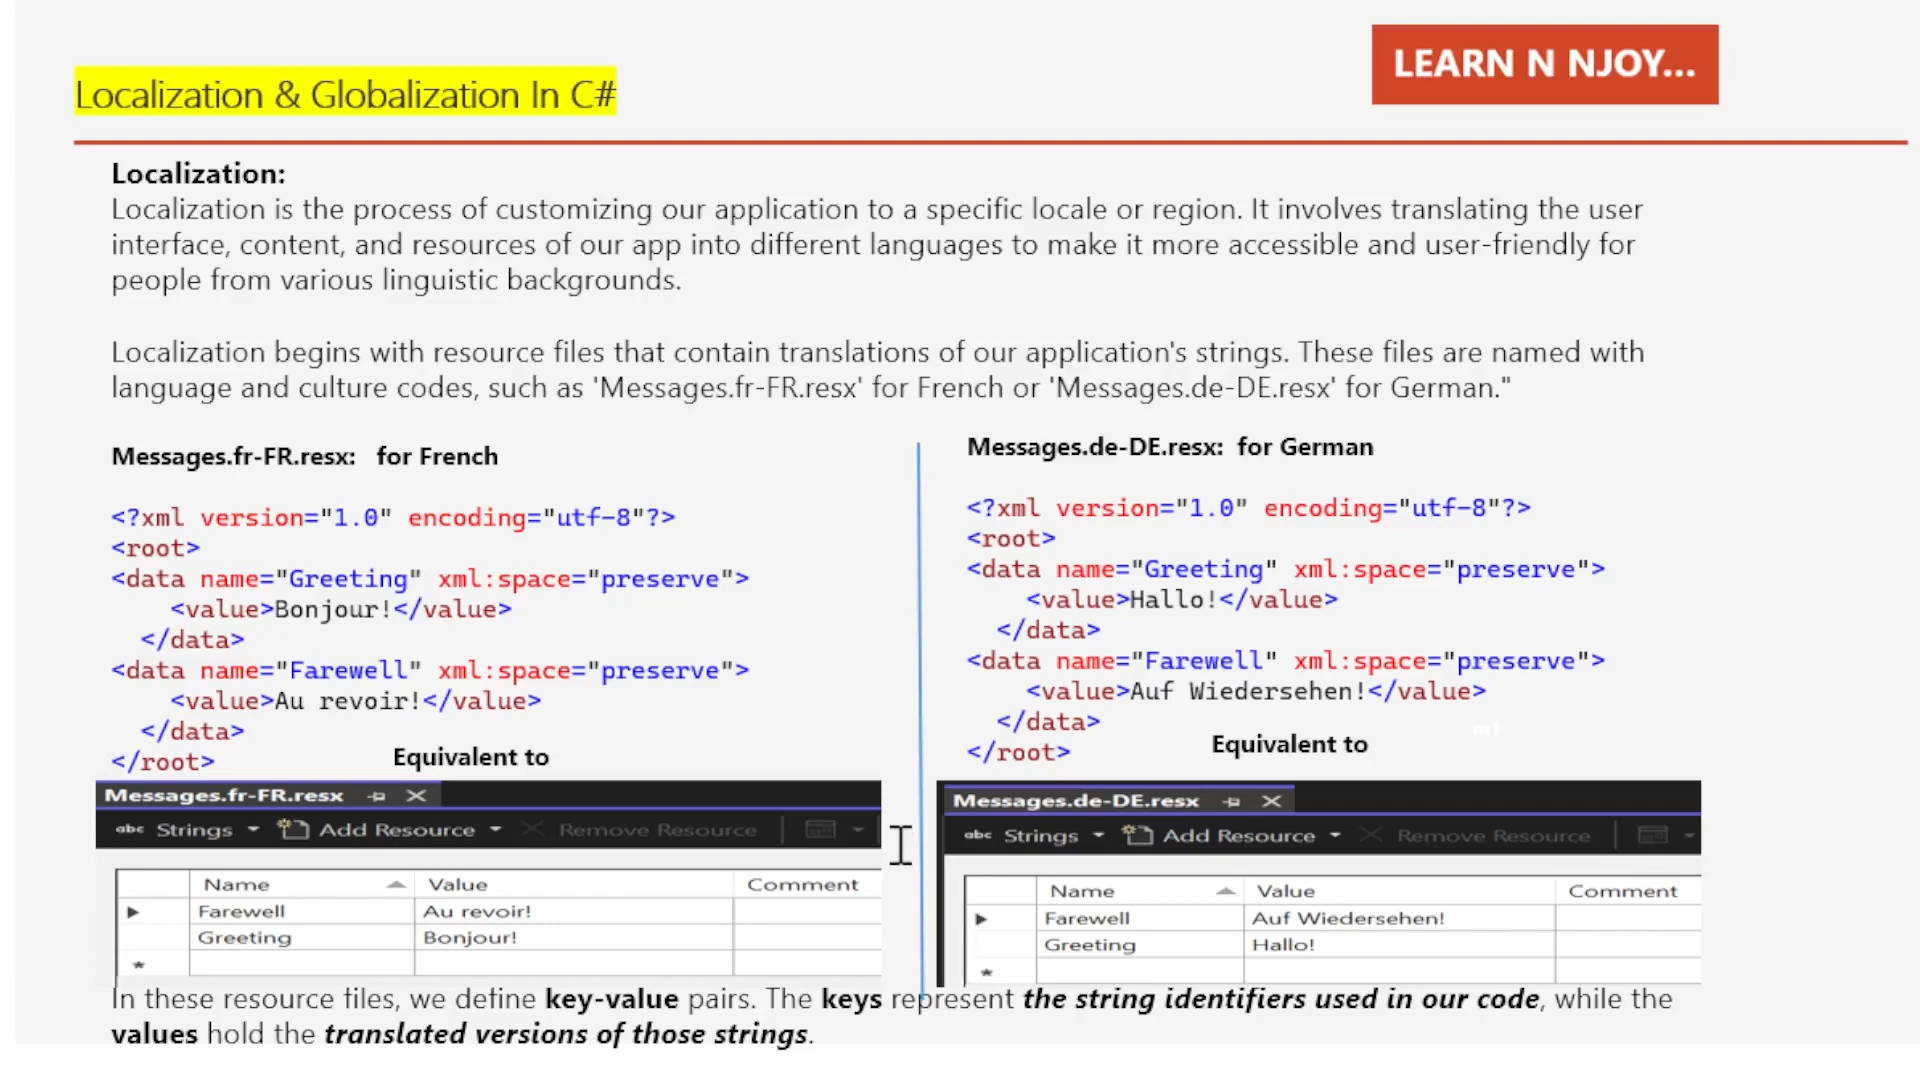 LEARN N NJOY...
Localization & Globalization In C#
Localization:
Localization is the process of customizing our application to a specific locale or region. It involves translating the user
interface, content, and resources of our app into different languages to make it more accessible and user-friendly for
people from various linguistic backgrounds.
Localization begins with resource files that contain translations of our application's strings. These files are named with
language and culture codes, such as 'Messages.fr-FR.resx' for French or 'Messages.de-DE.resx' for German."
Messages.fr-FR.resx: for French
<?xml version="1.0" encoding="utf-8"?>
<root>
<data name="Greeting" xml:space="preserve">
<value>Bonjour!</value>
</data>
<data name="Farewell" xml:space="preserve">
<value>Au revoir!</value>
</data>
</root>
Equivalent to
Messages.fr-FR.resx
abc Strings Add Resource Remove Resource
Name Value Comment
Farewell Au revoir!
Greeting Bonjour!
*
Messages.de-DE.resx: for German
<?xml version="1.0" encoding="utf-8"?>
<root>
<data name="Greeting" xml:space="preserve">
<value>Hallo!</value>
</data>
<data name="Farewell" xml:space="preserve">
<value>Auf Wiedersehen!</value>
</data>
</root>
Equivalent to
Messages.de-DE.resx
abc Strings Add Resource Remove Resource
Name Value Comment
Farewell Auf Wiedersehen!
Greeting Hallo!
*
In these resource files, we define key-value pairs. The keys represent the string identifiers used in our code, while the
values hold the translated versions of those strings.